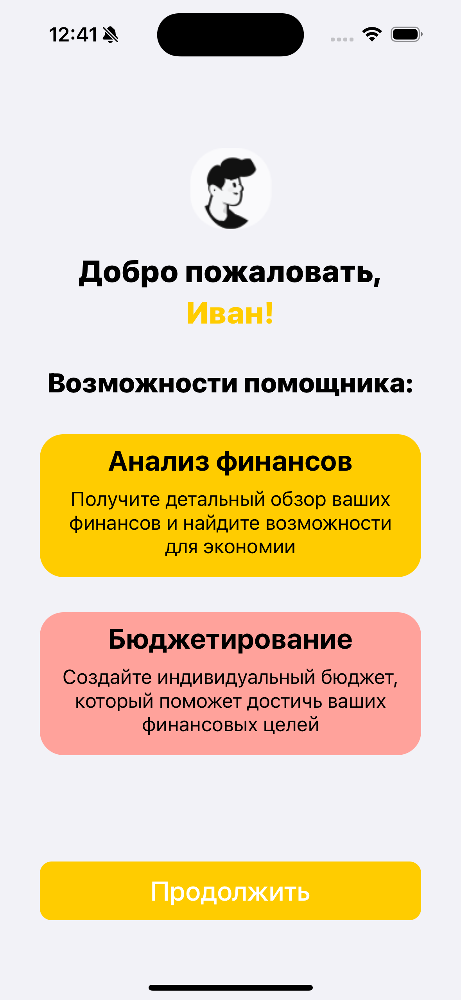 12:41
Добро пожаловать,
Иван!
Возможности помощника:
Анализ финансов
Получите детальный обзор ваших
финансов и найдите возможности
для экономии
Бюджетирование
Создайте индивидуальный бюджет,
который поможет достичь ваших
финансовых целей
Продолжить